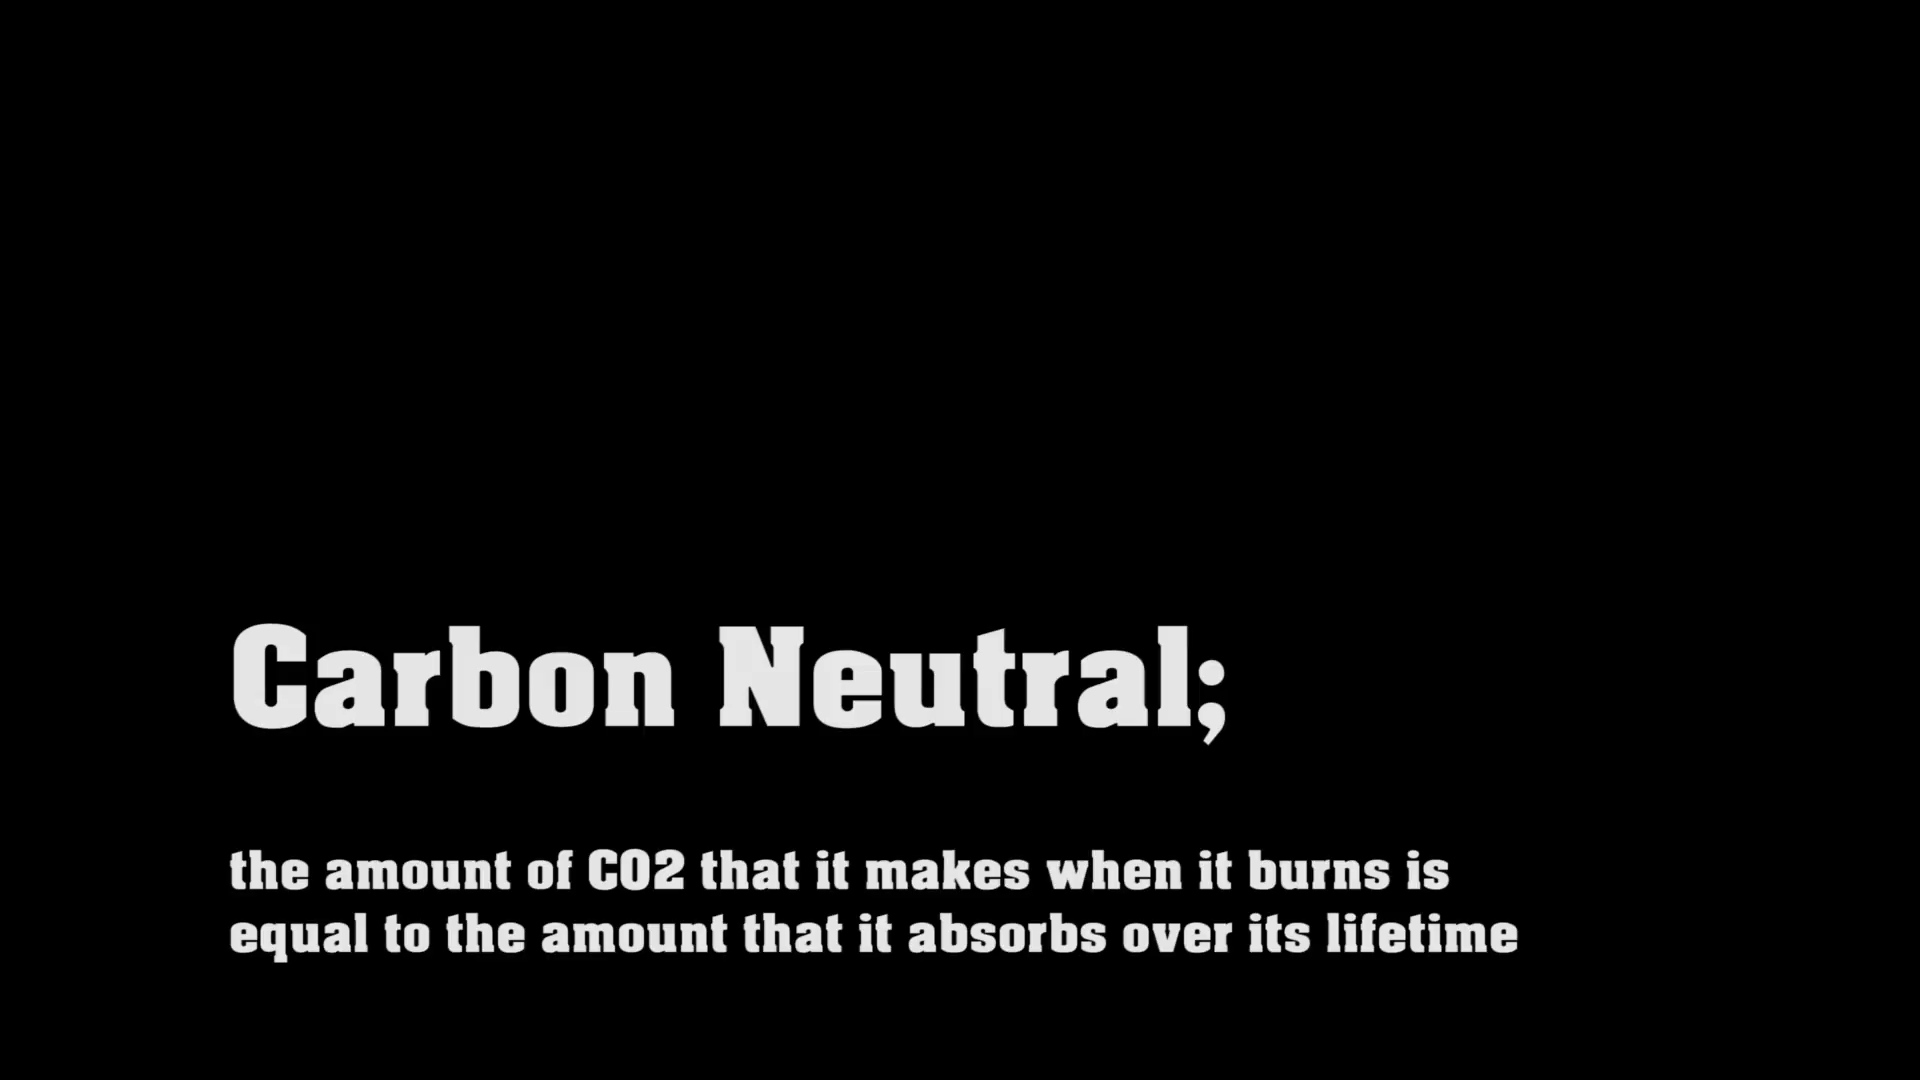 Carbon Neutral;
the amount of CO2 that it makes when it burns is
equal to the amount that it absorbs over its lifetime